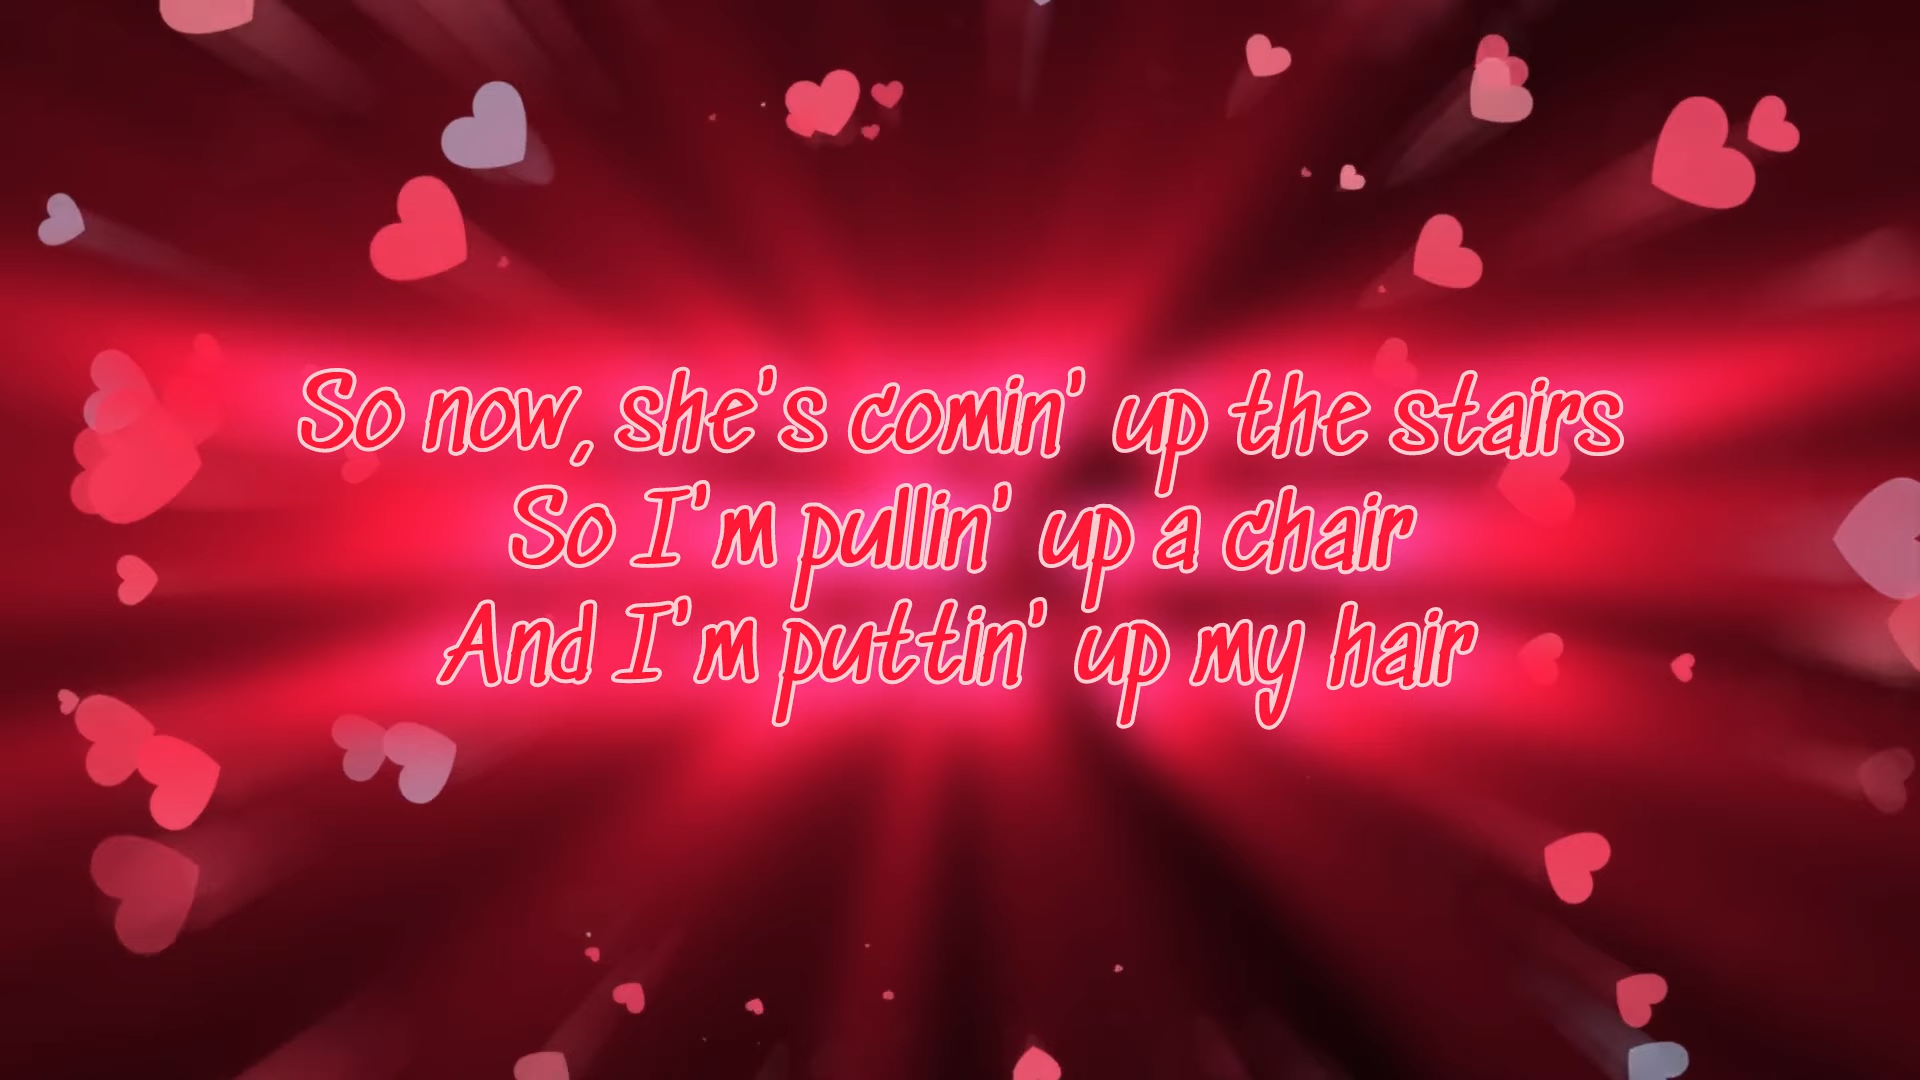 So now, she's comin' up the stairs
So I'm pullin' up a chair
And I'm puttin' up my hair